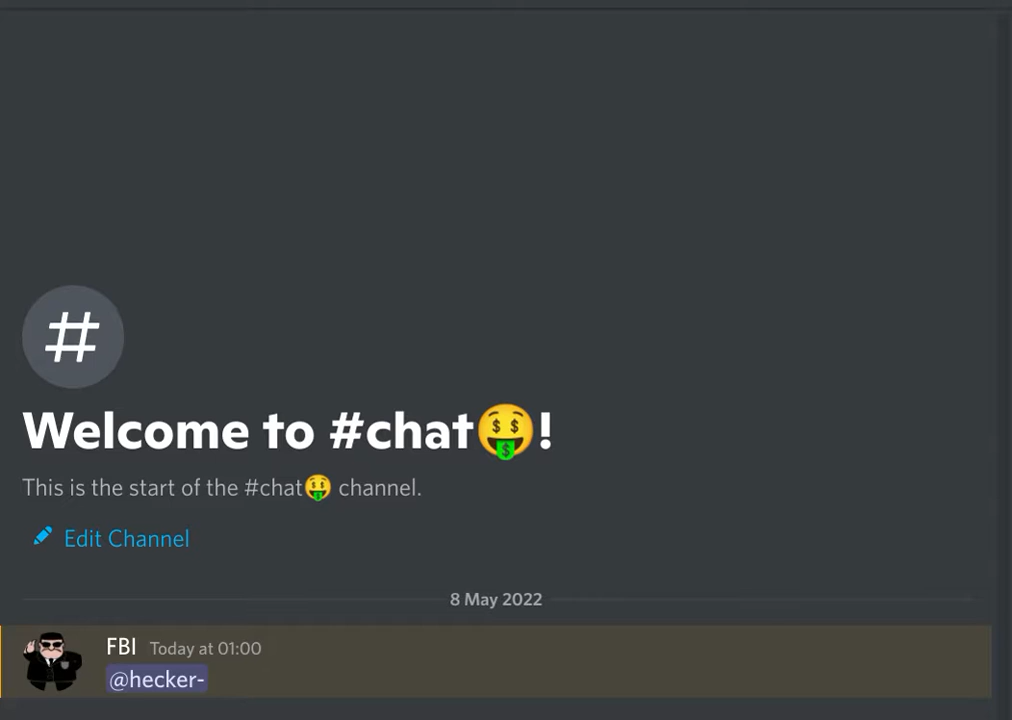 #
Welcome to #chat🤑!
This is the start of the #chat🤑 channel.
Edit Channel
8 May 2022
FBI Today at 01:00
@hecker-